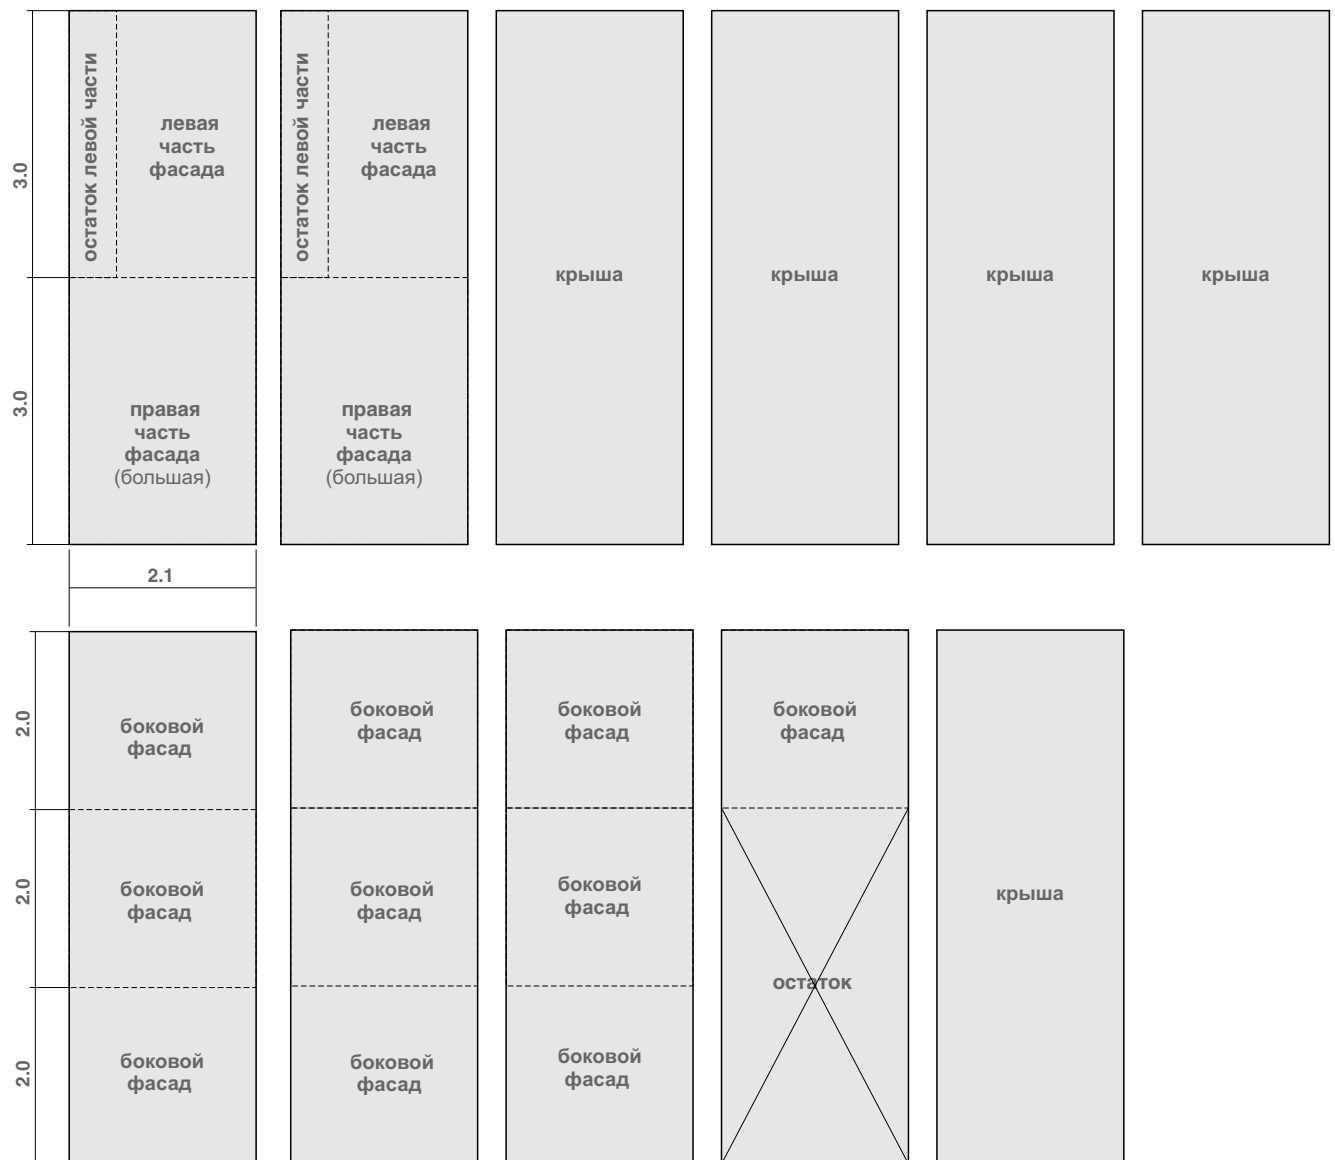 3.0
остаток левой части
левая
часть
фасада
остаток левой части
левая
часть
фасада
крыша
крыша
крыша
крыша
3.0
правая
часть
фасада
(большая)
правая
часть
фасада
(большая)
2.1
2.0
боковой
фасад
боковой
фасад
боковой
фасад
боковой
фасад
2.0
боковой
фасад
боковой
фасад
боковой
фасад
крыша
остаток
2.0
боковой
фасад
боковой
фасад
боковой
фасад